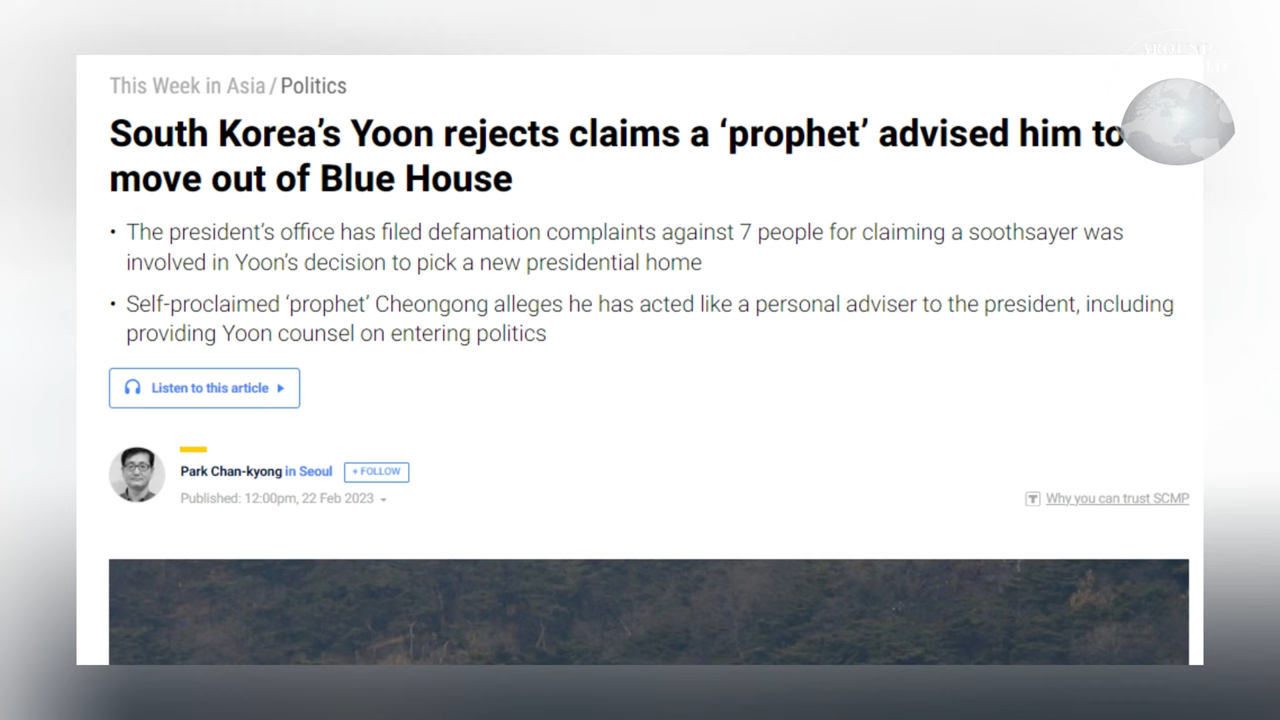 This Week in Asia / Politics
South Korea’s Yoon rejects claims a ‘prophet’ advised him to
move out of Blue House
• The president’s office has filed defamation complaints against 7 people for claiming a soothsayer was
involved in Yoon’s decision to pick a new presidential home
• Self-proclaimed ‘prophet’ Cheongong alleges he has acted like a personal adviser to the president, including
providing Yoon counsel on entering politics
Listen to this article
Park Chan-kyong in Seoul + FOLLOW
Published: 12:00pm, 22 Feb 2023
Why you can trust SCMP
AROUND